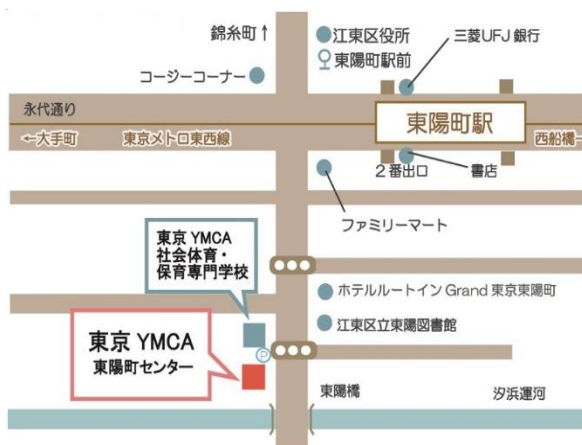 錦糸町↑
江東区役所
東陽町駅前
三菱UFJ銀行
コージーコーナー
永代通り
東陽町駅
←大手町
東京メトロ東西線
西船橋→
2番出口
書店
ファミリーマート
東京YMCA
社会体育・
保育専門学校
ホテルルートイン Grand 東京東陽町
江東区立東陽図書館
東京YMCA
東陽町センター
P
東陽橋
汐浜運河